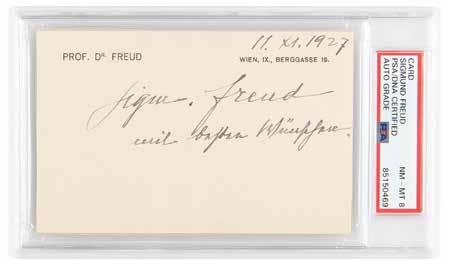 11. XI. 1927
PROF. DR. FREUD
WIEN, IX., BERGGASSE 19.
Sigm. Freud
mit besten Wünschen.
CARD
SIGMUND FREUD
PSA/DNA CERTIFIED
AUTO GRADE
NM - MT 8
85150469
PSA